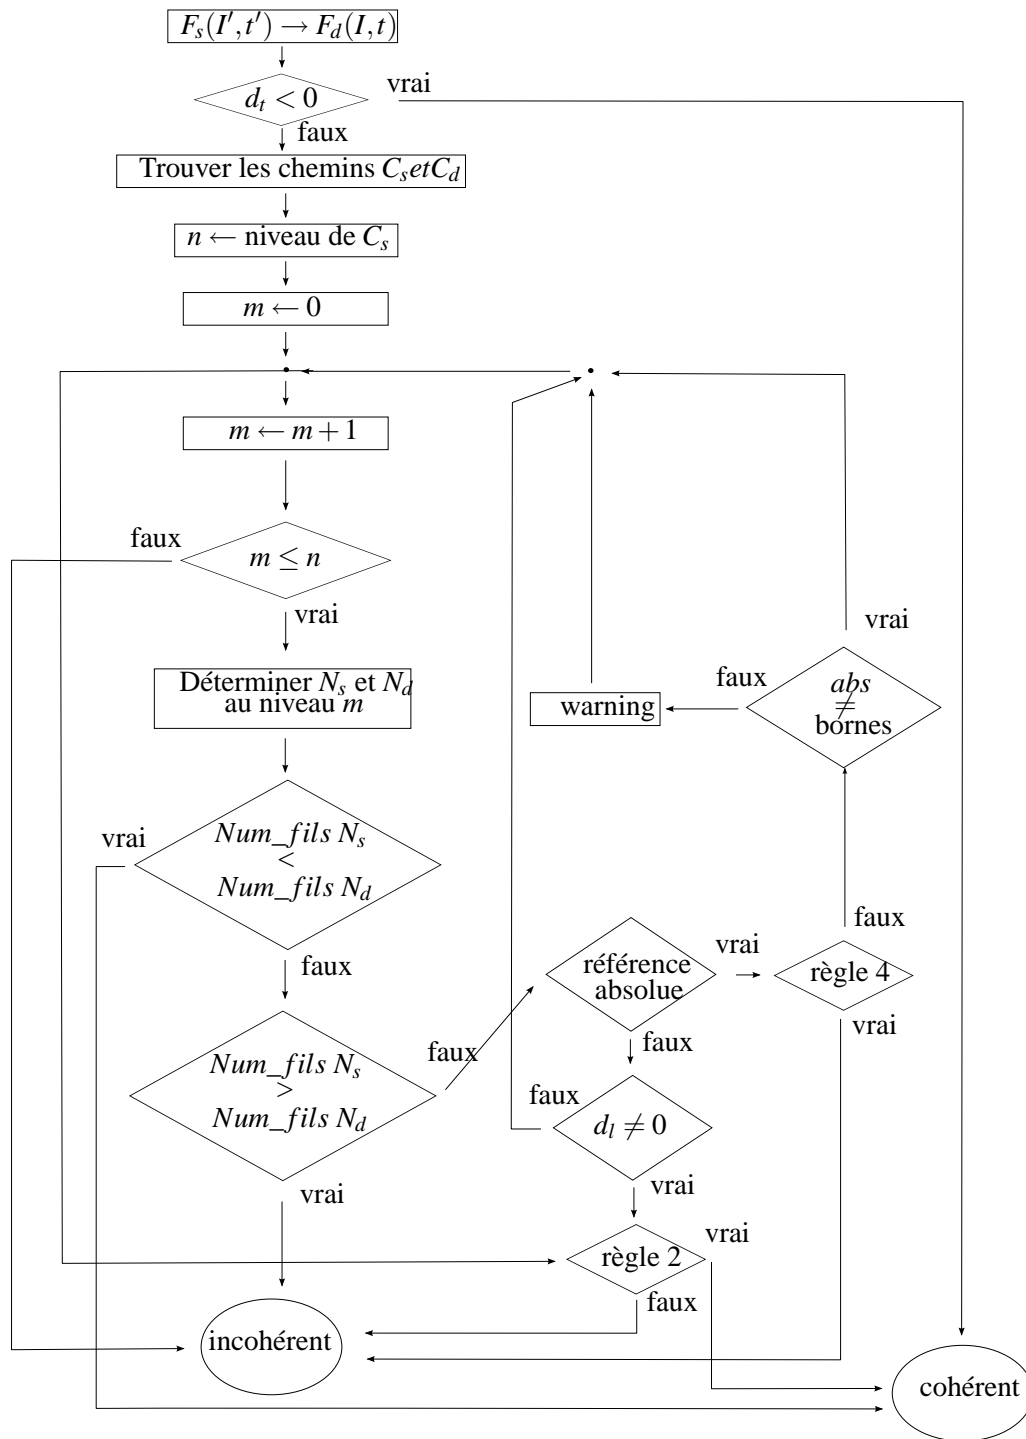 F_s(I′,t′) → F_d(I,t)
vrai
d_t < 0
faux
Trouver les chemins C_s et C_d
n ← niveau de C_s
m ← 0
m ← m + 1
faux
m ≤ n
vrai
Déterminer N_s et N_d
au niveau m
vrai
Num_fils N_s
<
Num_fils N_d
faux
Num_fils N_s
>
Num_fils N_d
faux
vrai
incohérent
référence
absolue
vrai
faux
faux
d_l ≠ 0
vrai
règle 2
vrai
faux
règle 4
faux
vrai
abs
≠
bornes
vrai
faux
warning
cohérent